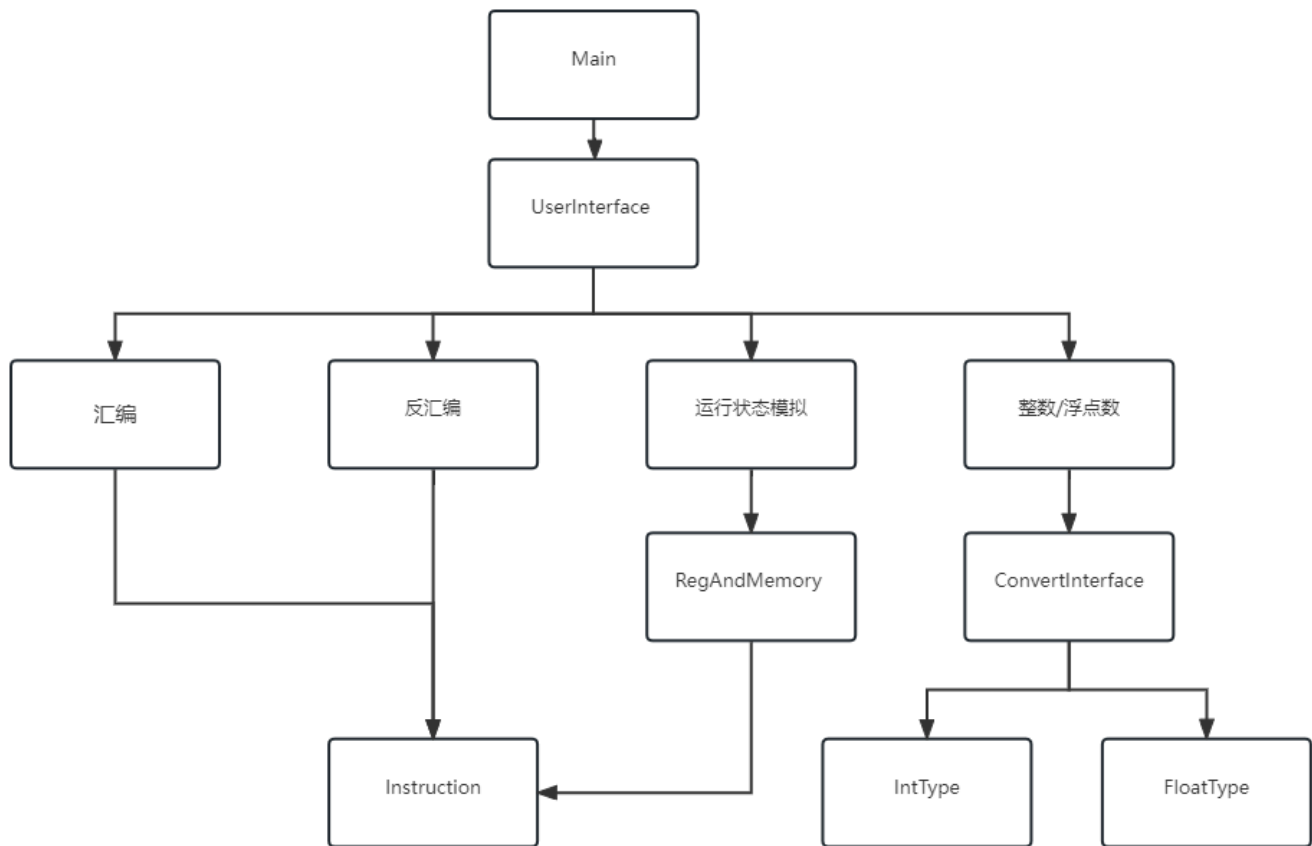 Main
UserInterface
汇编
反汇编
运行状态模拟
整数/浮点数
RegAndMemory
ConvertInterface
Instruction
IntType
FloatType